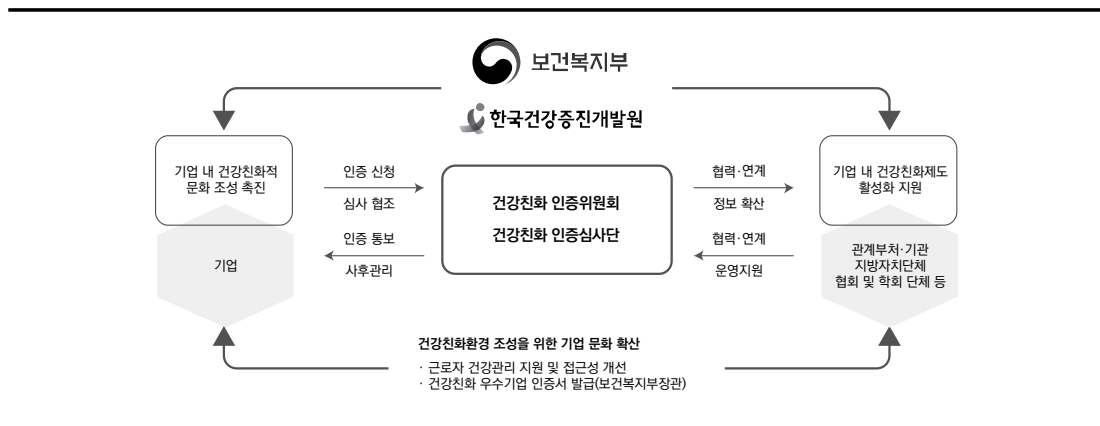 보건복지부
한국건강증진개발원
기업 내 건강친화적
문화 조성 촉진
기업
인증 신청
심사 협조
인증 통보
사후관리
건강친화 인증위원회
건강친화 인증심사단
협력·연계
정보 확산
협력·연계
운영지원
기업 내 건강친화제도
활성화 지원
관계부처·기관
지방자치단체
협회 및 학회 단체 등
건강친화환경 조성을 위한 기업 문화 확산
· 근로자 건강관리 지원 및 접근성 개선
· 건강친화 우수기업 인증서 발급(보건복지부장관)